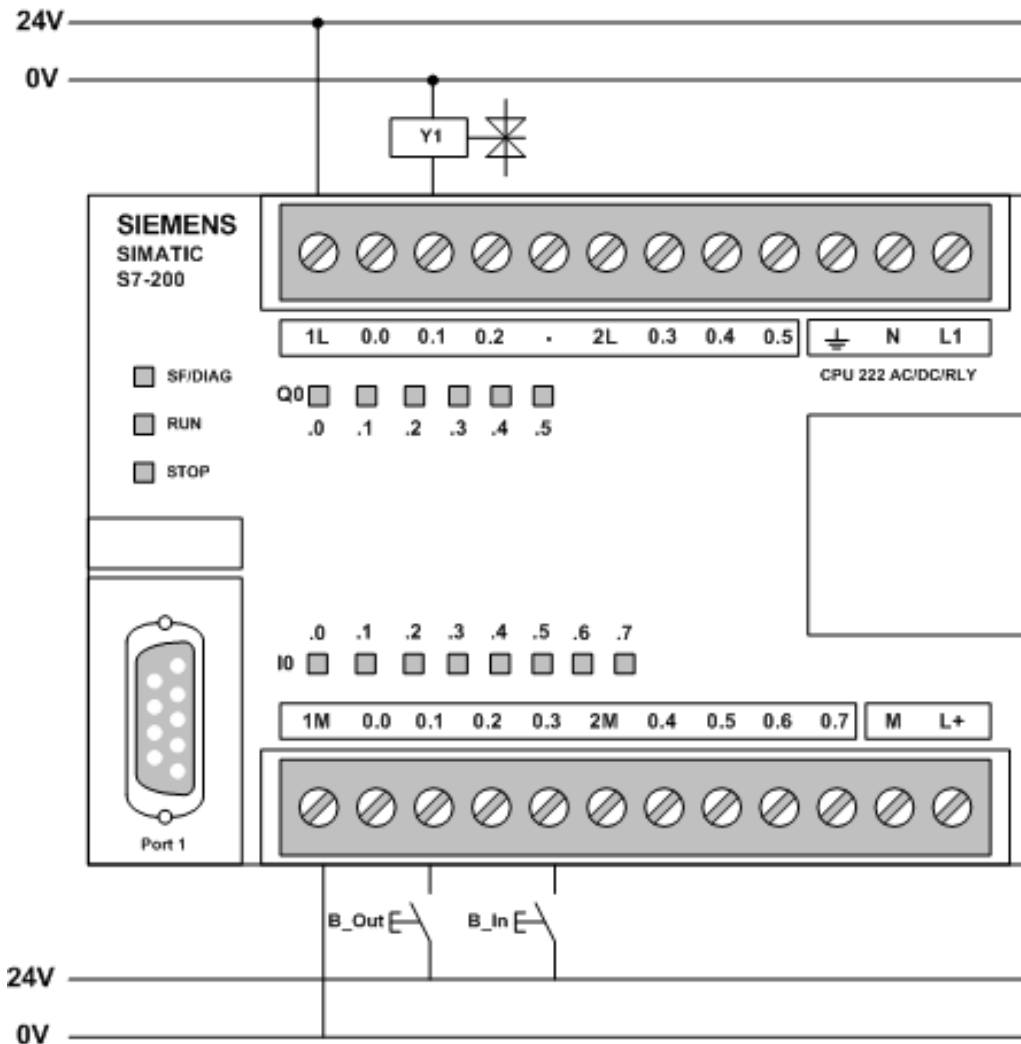 24V
0V
Y1
SIEMENS
SIMATIC
S7-200
1L 0.0 0.1 0.2 . 2L 0.3 0.4 0.5 N L1
CPU 222 AC/DC/RLY
SF/DIAG
RUN
STOP
Q0
.0 .1 .2 .3 .4 .5
.0 .1 .2 .3 .4 .5 .6 .7
I0
1M 0.0 0.1 0.2 0.3 2M 0.4 0.5 0.6 0.7 M L+
Port 1
B_Out B_In
24V
0V